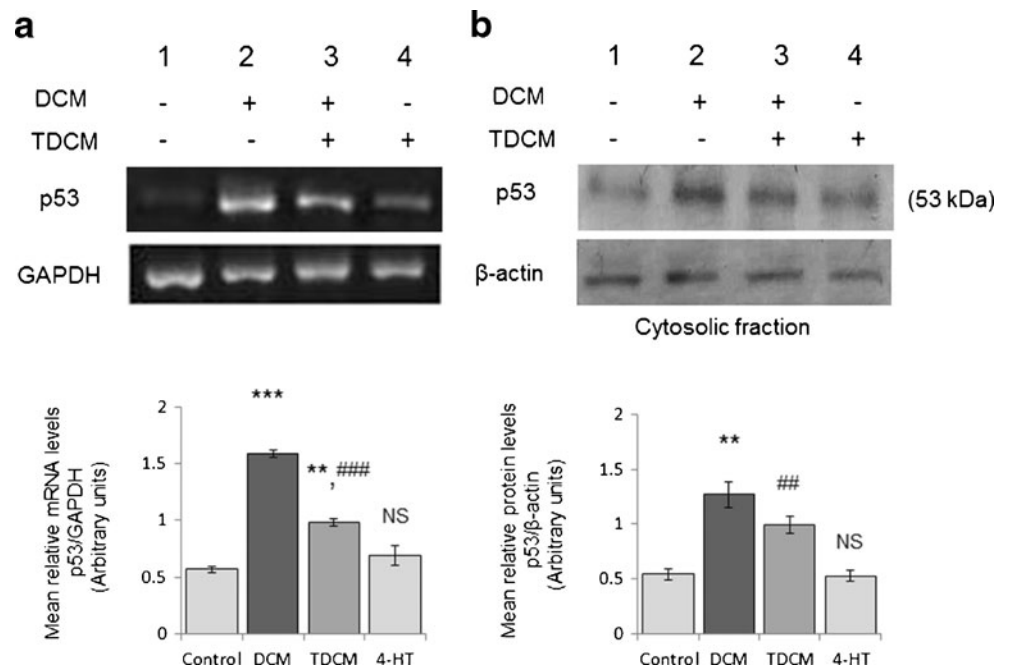 a
1 2 3 4
DCM - + + -
TDCM - - + +
p53
GAPDH
Mean relative mRNA levels
p53/GAPDH
(Arbitrary units)
2
1.5
1
0.5
0
***
**, ###
NS
Control DCM TDCM 4-HT
b
1 2 3 4
DCM - + + -
TDCM - - + +
p53 (53 kDa)
β-actin
Cytosolic fraction
Mean relative protein levels
p53/β-actin
(Arbitrary units)
2
1.5
1
0.5
0
**
##
NS
Control DCM TDCM 4-HT